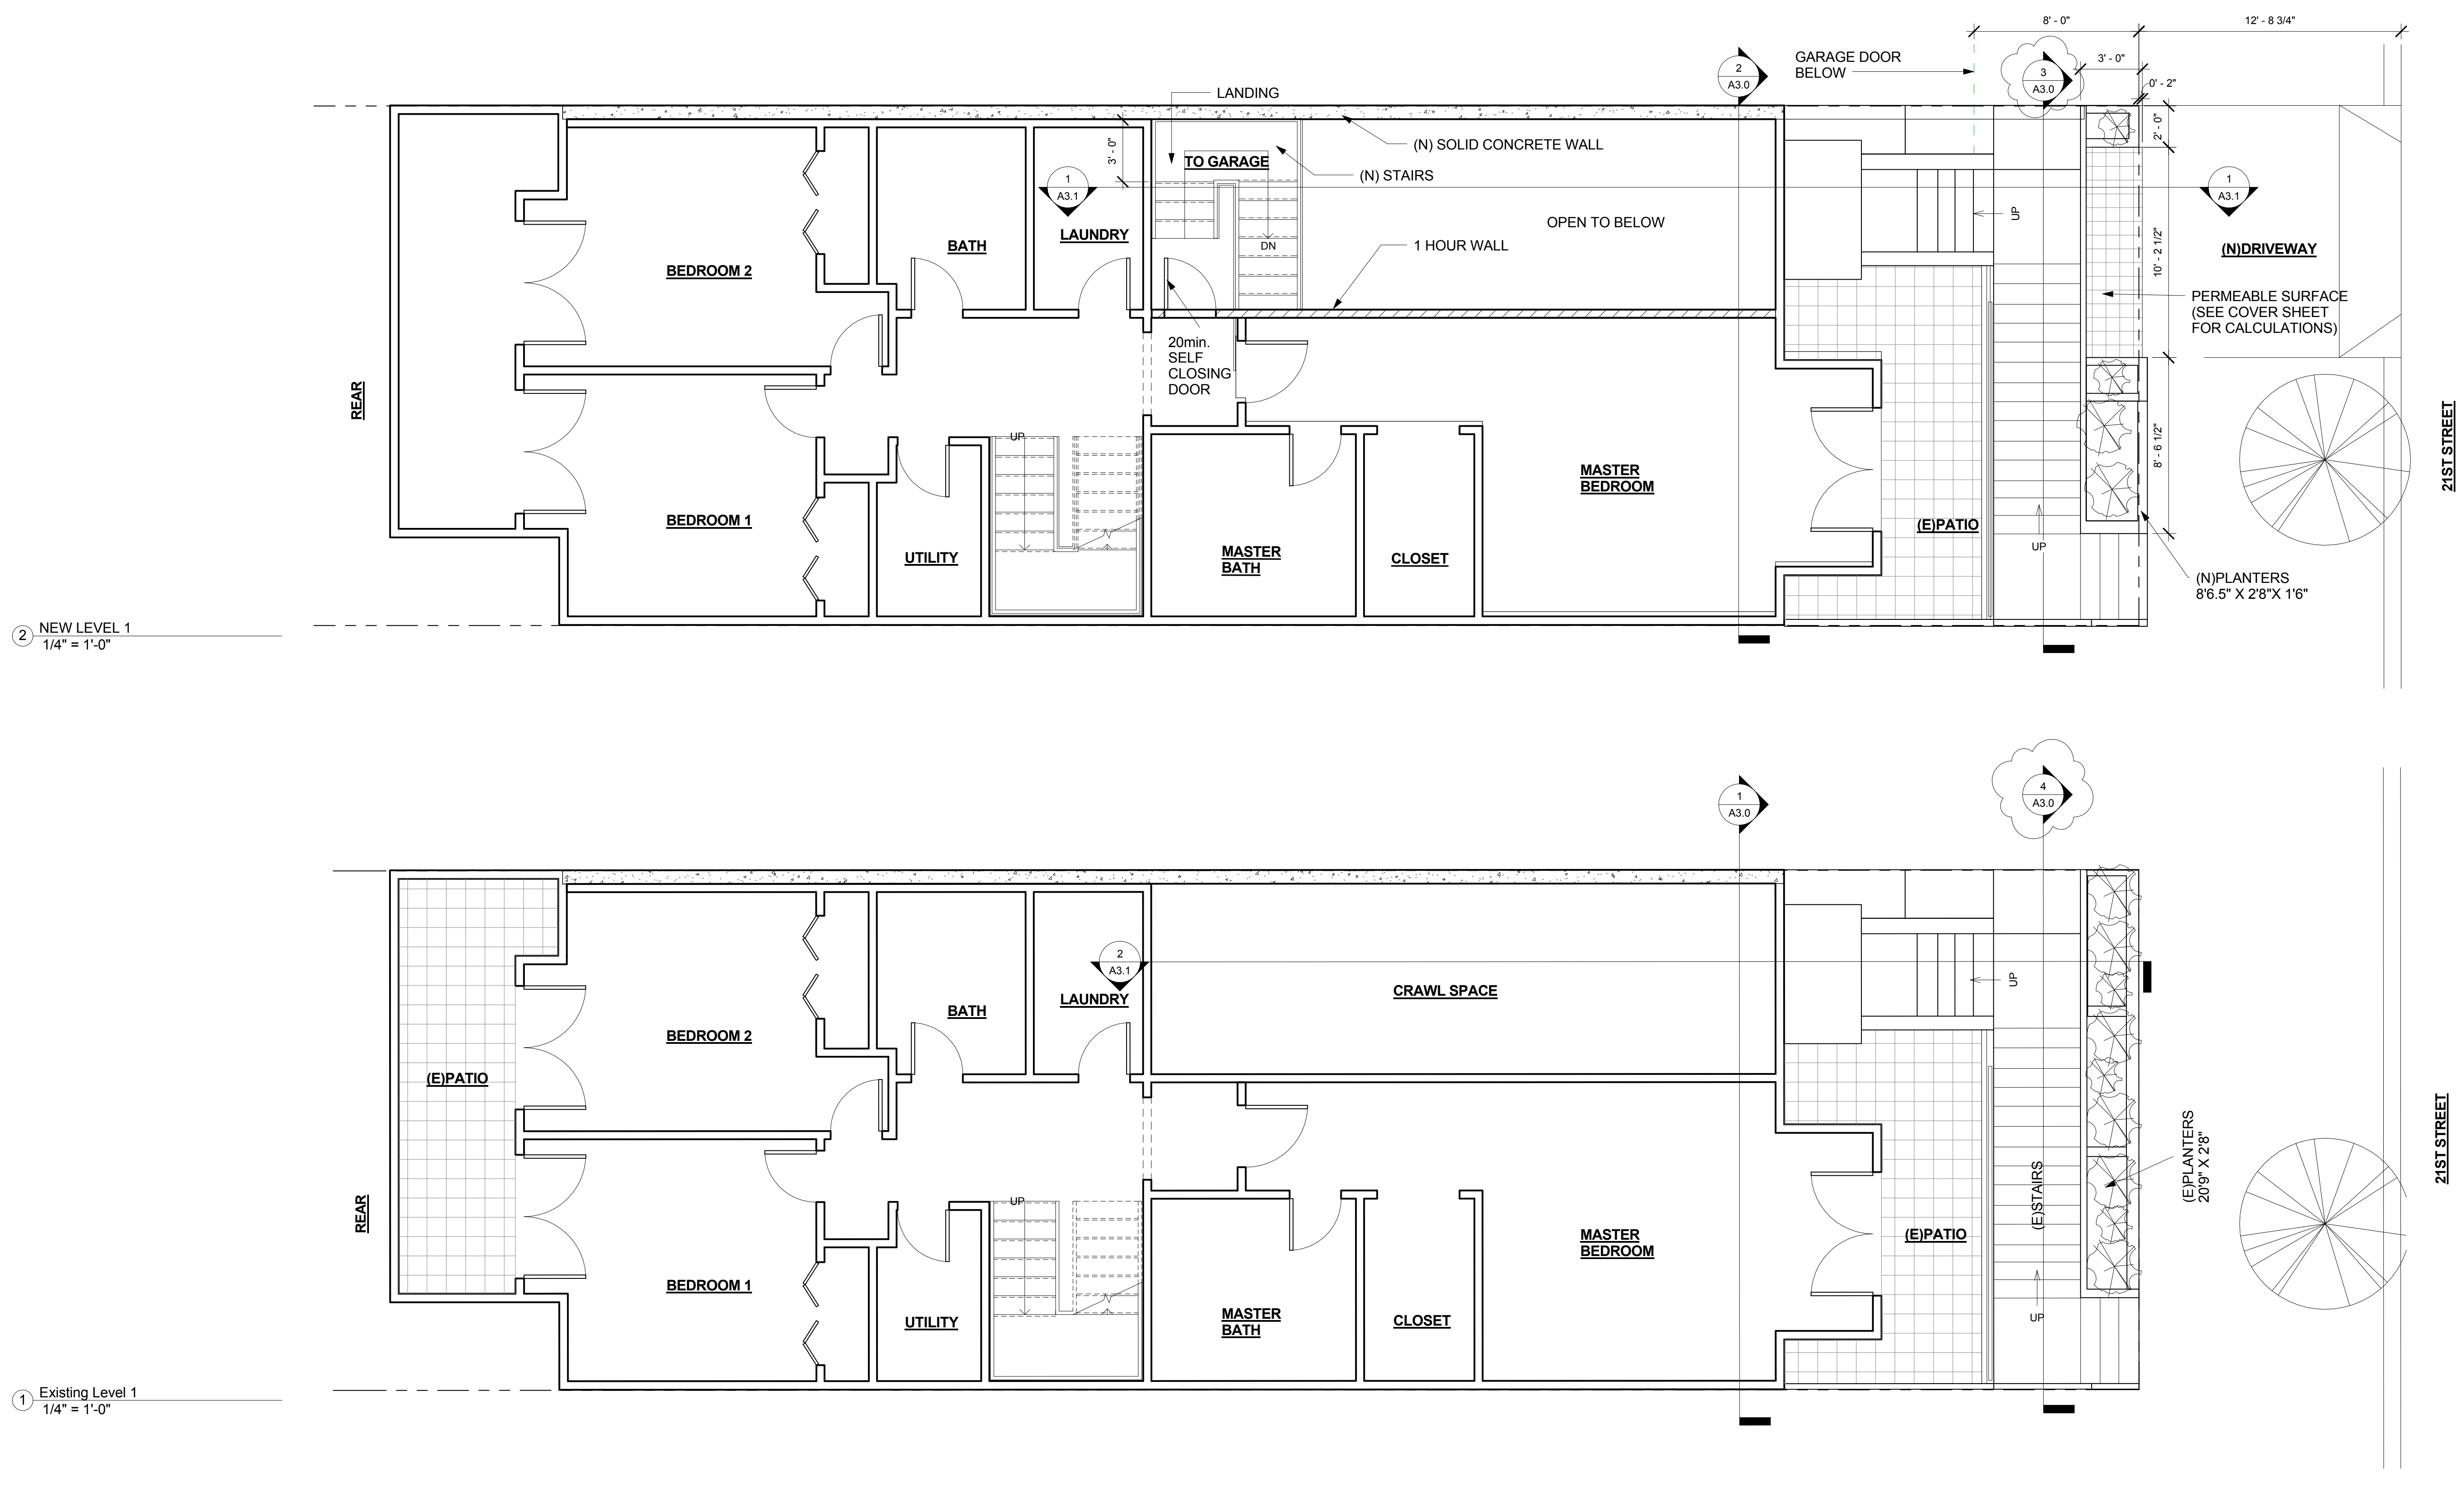 8' - 0"
12' - 8 3/4"
GARAGE DOOR
BELOW
2
A3.0
3
A3.0
3' - 0"
0' - 2"
LANDING
2' - 0"
3' - 0"
(N) SOLID CONCRETE WALL
TO GARAGE
(N) STAIRS
1
A3.1
1
A3.1
UP
OPEN TO BELOW
LAUNDRY
BATH
DN
1 HOUR WALL
10' - 2 1/2"
(N)DRIVEWAY
BEDROOM 2
PERMEABLE SURFACE
(SEE COVER SHEET
FOR CALCULATIONS)
20min.
SELF
CLOSING
DOOR
REAR
UP
8' - 6 1/2"
21ST STREET
MASTER
BEDROOM
BEDROOM 1
(E)PATIO
UTILITY
MASTER
BATH
CLOSET
UP
(N)PLANTERS
8'6.5" X 2'8"X 1'6"
2
NEW LEVEL 1
1/4" = 1'-0"
1
A3.0
4
A3.0
2
A3.1
LAUNDRY
CRAWL SPACE
UP
BATH
BEDROOM 2
(E)PATIO
(E)PLANTERS
20'9" X 2'8"
21ST STREET
REAR
UP
(E)STAIRS
MASTER
BEDROOM
(E)PATIO
BEDROOM 1
UTILITY
MASTER
BATH
CLOSET
UP
1
Existing Level 1
1/4" = 1'-0"